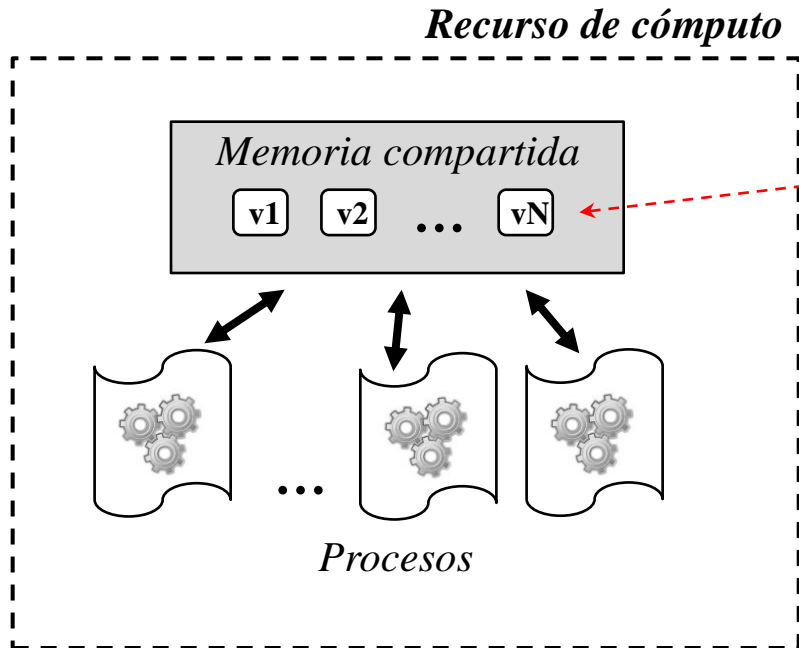 Recurso de cómputo
Memoria compartida
v1 v2 ... vN
...
Procesos